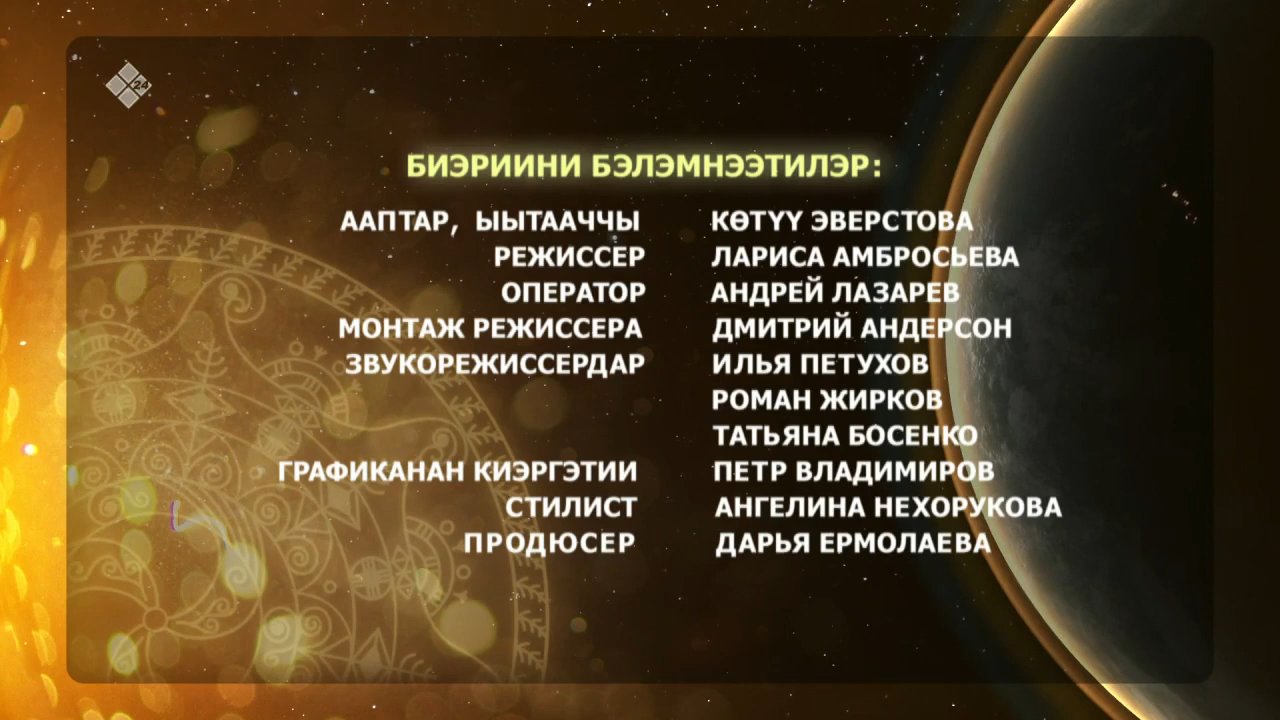 X24
БИЭРИИНИ БЭЛЭМНЭЭТИЛЭР:
ААПТАР, ЫЫТААЧЧЫ КӨТҮҮ ЭВЕРСТОВА
РЕЖИССЕР ЛАРИСА АМБРОСЬЕВА
ОПЕРАТОР АНДРЕЙ ЛАЗАРЕВ
МОНТАЖ РЕЖИССЕРА ДМИТРИЙ АНДЕРСОН
ЗВУКОРЕЖИССЕРДАР ИЛЬЯ ПЕТУХОВ
РОМАН ЖИРКОВ
ТАТЬЯНА БОСЕНКО
ГРАФИКАНАН КИЭРГЭТИИ ПЕТР ВЛАДИМИРОВ
СТИЛИСТ АНГЕЛИНА НЕХОРУКОВА
ПРОДЮСЕР ДАРЬЯ ЕРМОЛАЕВА